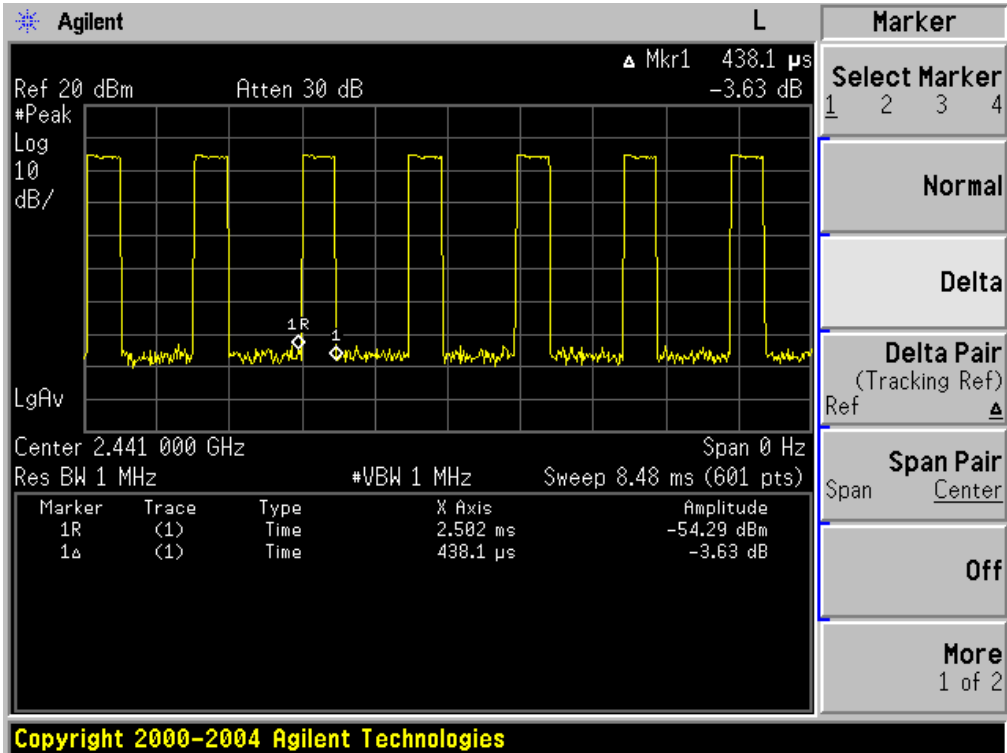 Agilent L
Marker
Δ Mkr1 438.1 µs
Ref 20 dBm Atten 30 dB -3.63 dB
#Peak
Log
10
dB/
1R
1
LgAv
Center 2.441 000 GHz Span 0 Hz
Res BW 1 MHz #VBW 1 MHz Sweep 8.48 ms (601 pts)
Marker Trace Type X Axis Amplitude
1R (1) Time 2.502 ms -54.29 dBm
1Δ (1) Time 438.1 µs -3.63 dB
Select Marker
1 2 3 4
Normal
Delta
Delta Pair
(Tracking Ref)
Ref Δ
Span Pair
Span Center
Off
More
1 of 2
Copyright 2000-2004 Agilent Technologies